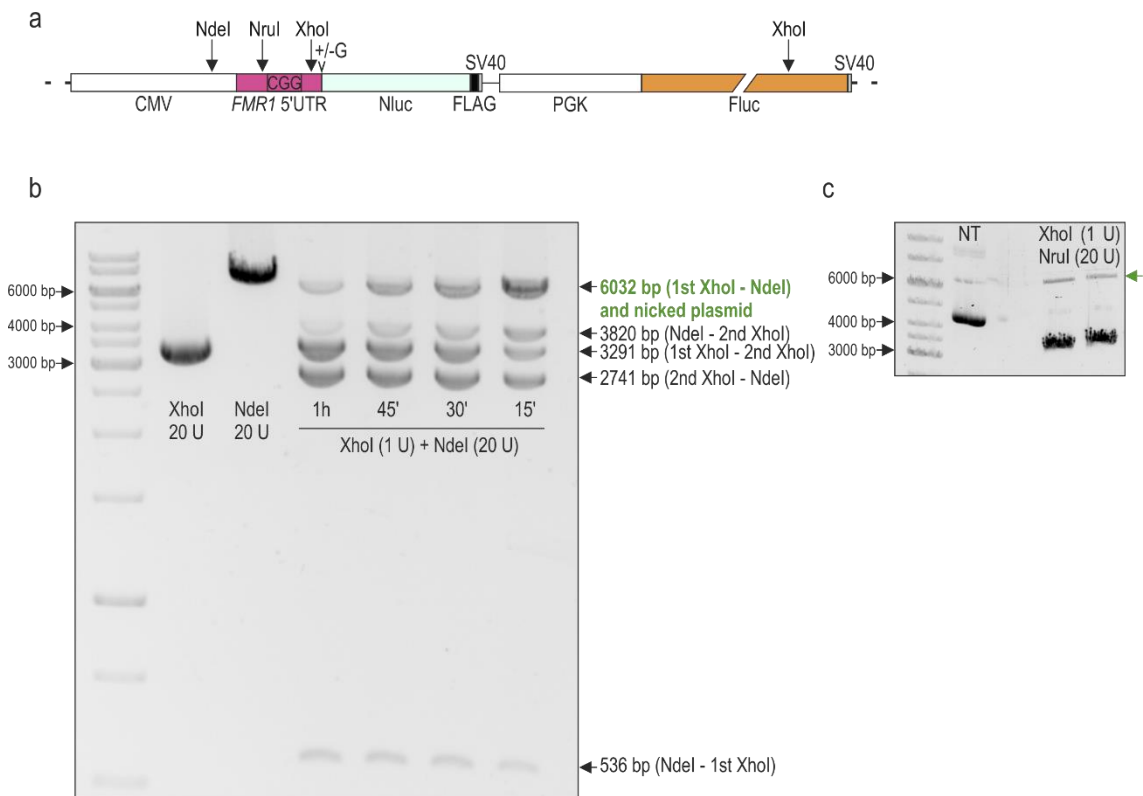 a
NdeI NruI XhoI XhoI
+/-G
SV40 SV40
CGG
CMV FMR1 5'UTR Nluc FLAG PGK Fluc
b
6000 bp
4000 bp
3000 bp
XhoI
20 U
NdeI
20 U
1h 45' 30' 15'
XhoI (1 U) + NdeI (20 U)
6032 bp (1st XhoI - NdeI)
and nicked plasmid
3820 bp (NdeI - 2nd XhoI)
3291 bp (1st XhoI - 2nd XhoI)
2741 bp (2nd XhoI - NdeI)
536 bp (NdeI - 1st XhoI)
c
NT
XhoI (1 U)
NruI (20 U)
6000 bp
4000 bp
3000 bp